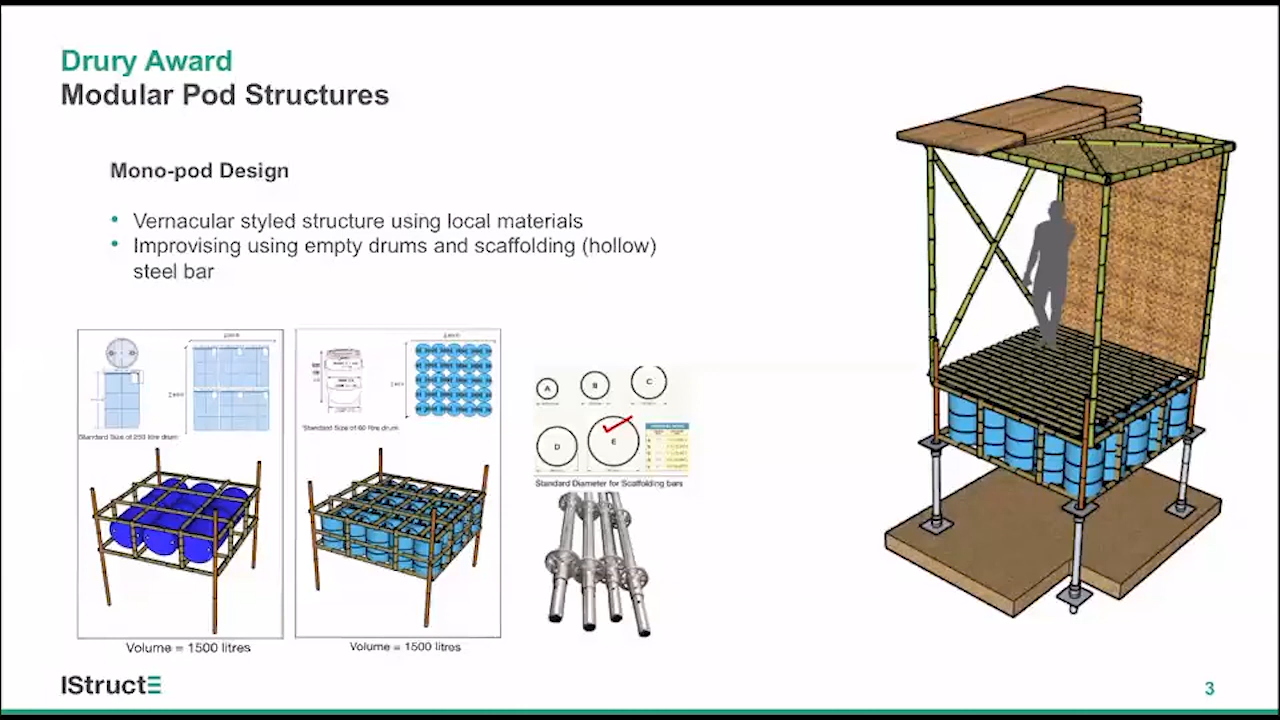 Drury Award
Modular Pod Structures
Mono-pod Design
• Vernacular styled structure using local materials
• Improvising using empty drums and scaffolding (hollow)
steel bar
Standard Size of 250 litre drum
Standard Size of 60 litre drum
A
B
C
D
E
Standard Diameter for Scaffolding bars
Volume = 1500 litres
Volume = 1500 litres
IStructE
3